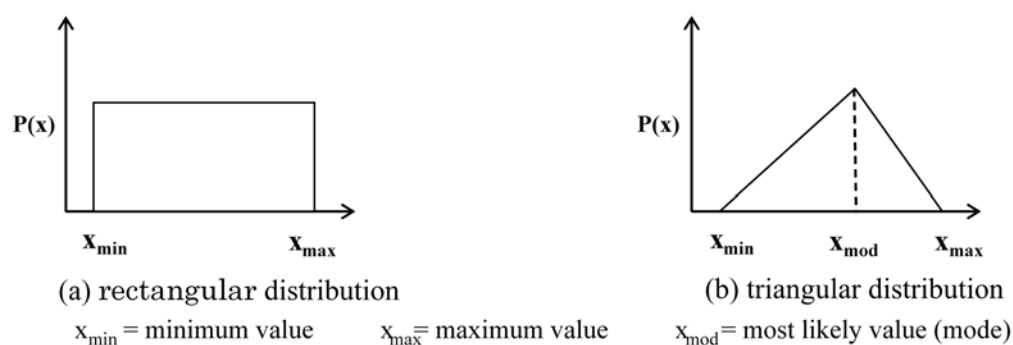 P(x)
x_min
x_max
(a) rectangular distribution
P(x)
x_min
x_mod
x_max
(b) triangular distribution
x_min = minimum value
x_max = maximum value
x_mod = most likely value (mode)